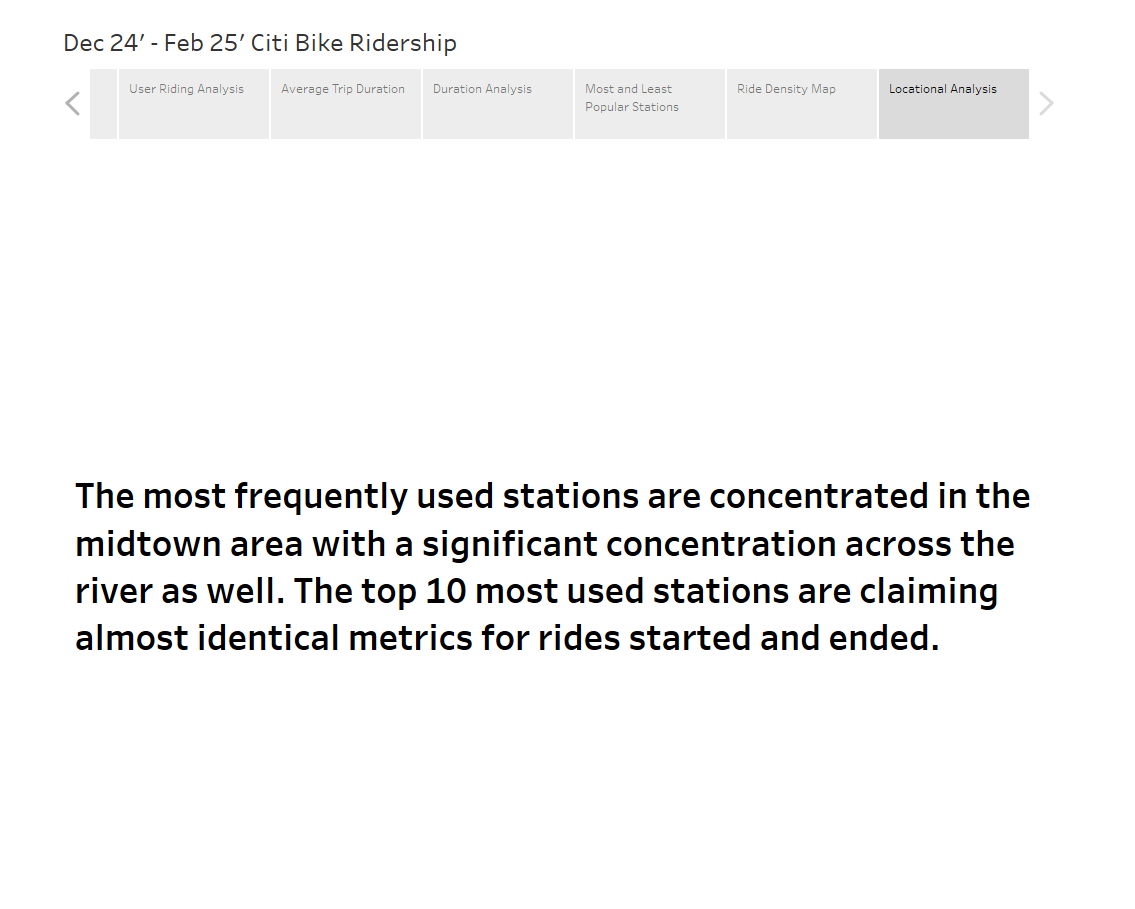 Dec 24’ - Feb 25’ Citi Bike Ridership
User Riding Analysis
Average Trip Duration
Duration Analysis
Most and Least
Popular Stations
Ride Density Map
Locational Analysis
The most frequently used stations are concentrated in the
midtown area with a significant concentration across the
river as well. The top 10 most used stations are claiming
almost identical metrics for rides started and ended.